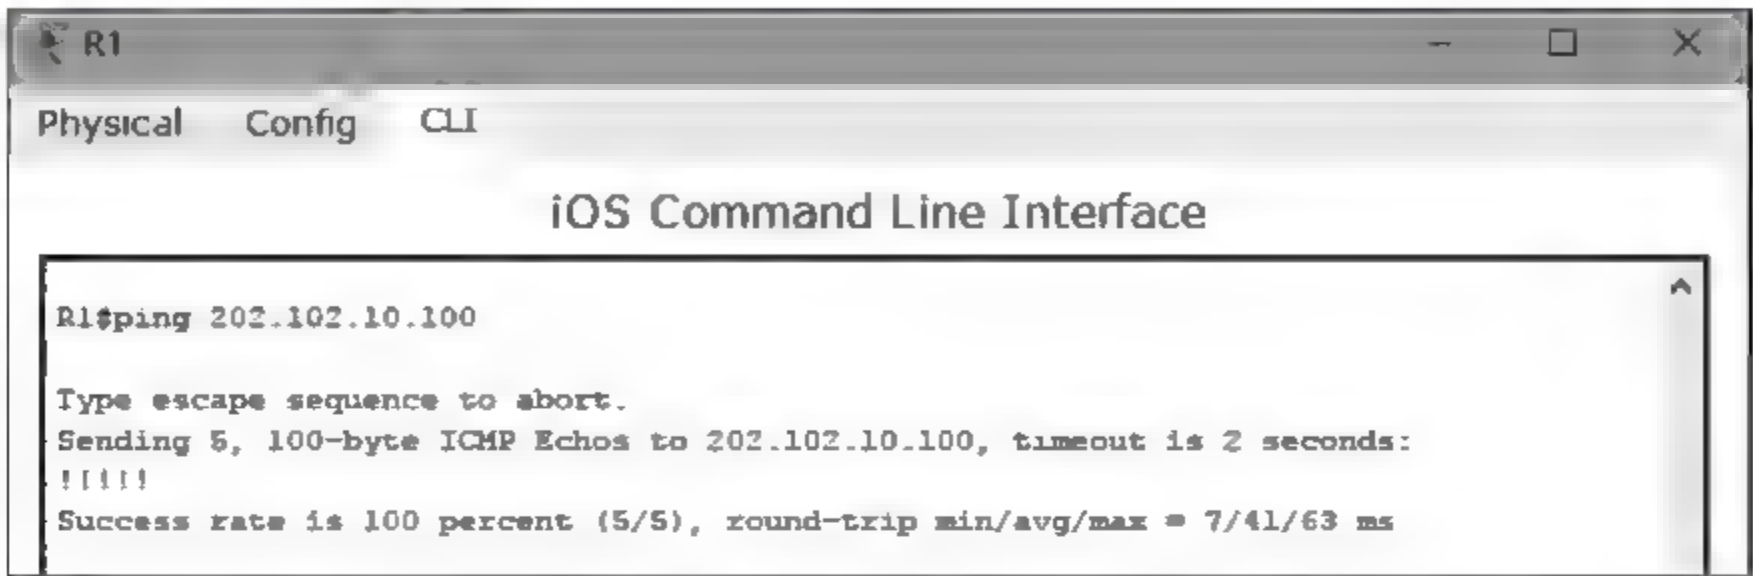 R1
Physical Config CLI
iOS Command Line Interface
R1#ping 202.102.10.100
Type escape sequence to abort.
Sending 5, 100-byte ICMP Echos to 202.102.10.100, timeout is 2 seconds:
!!!!!
Success rate is 100 percent (5/5), round-trip min/avg/max = 7/41/63 ms